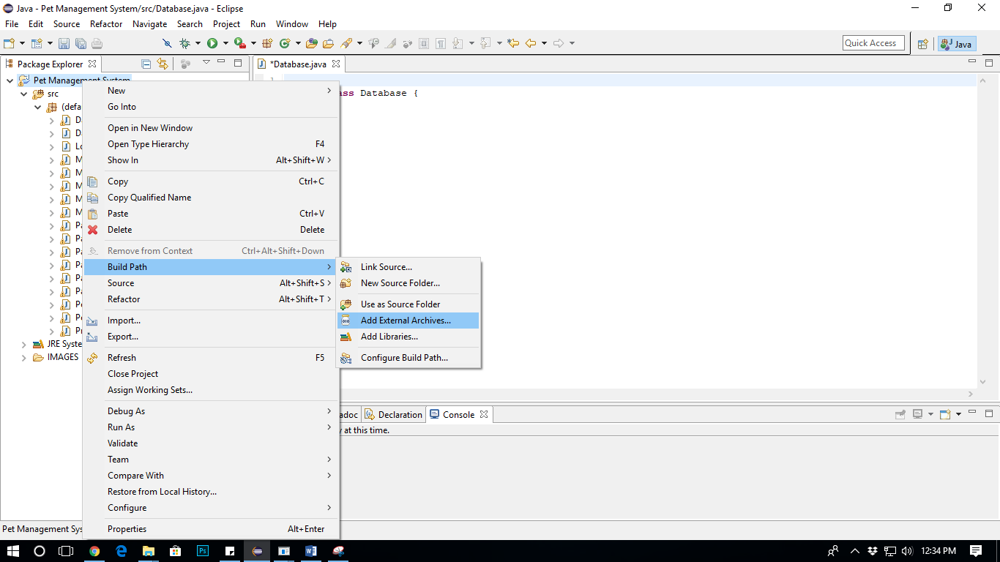 Java - Pet Management System/src/Database.java - Eclipse
File Edit Source Refactor Navigate Search Project Run Window Help
Quick Access
Java
Package Explorer
*Database.java
Pet Management System
1
src
(defa
ass Database {
D
D
Lo
M
M
M
M
M
Pa
Pa
Pa
Pa
Pa
Pa
Pe
Pe
Pr
JRE Syste
IMAGES
New
Go Into
Open in New Window
Open Type Hierarchy F4
Show In Alt+Shift+W
Copy Ctrl+C
Copy Qualified Name
Paste Ctrl+V
Delete Delete
Remove from Context Ctrl+Alt+Shift+Down
Build Path
Source Alt+Shift+S
Refactor Alt+Shift+T
Import...
Export...
Refresh F5
Close Project
Assign Working Sets...
Debug As
Run As
Validate
Team
Compare With
Restore from Local History...
Configure
Properties Alt+Enter
Link Source...
New Source Folder...
Use as Source Folder
Add External Archives...
Add Libraries...
Configure Build Path...
adoc Declaration Console
y at this time.
Pet Management Sys
12:34 PM